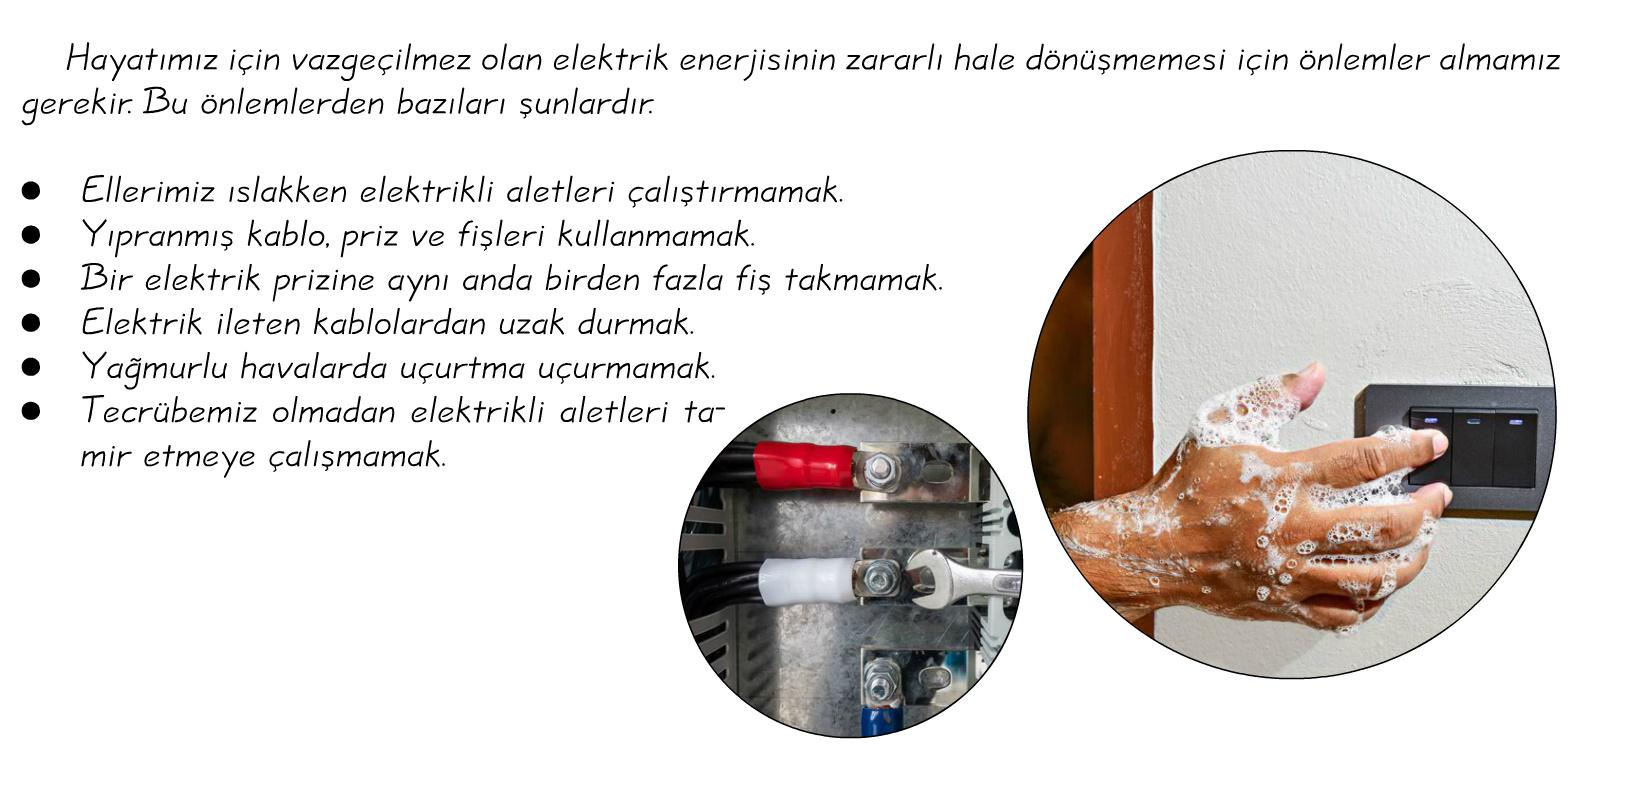 Hayatımız için vazgeçilmez olan elektrik enerjisinin zararlı hale dönüşmemesi için önlemler almamız
gerekir. Bu önlemlerden bazıları şunlardır.
● Ellerimiz ıslakken elektrikli aletleri çalıştırmamak.
● Yıpranmış kablo, priz ve fişleri kullanmamak.
● Bir elektrik prizine aynı anda birden fazla fiş takmamak.
● Elektrik ileten kablolardan uzak durmak.
● Yağmurlu havalarda uçurtma uçurmamak.
● Tecrübemiz olmadan elektrikli aletleri ta-
mir etmeye çalışmamak.